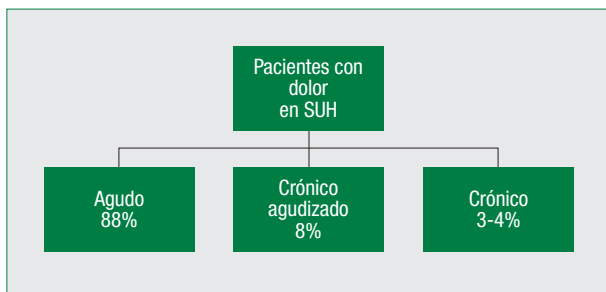 Pacientes con
dolor
en SUH
Agudo
88%
Crónico
agudizado
8%
Crónico
3-4%